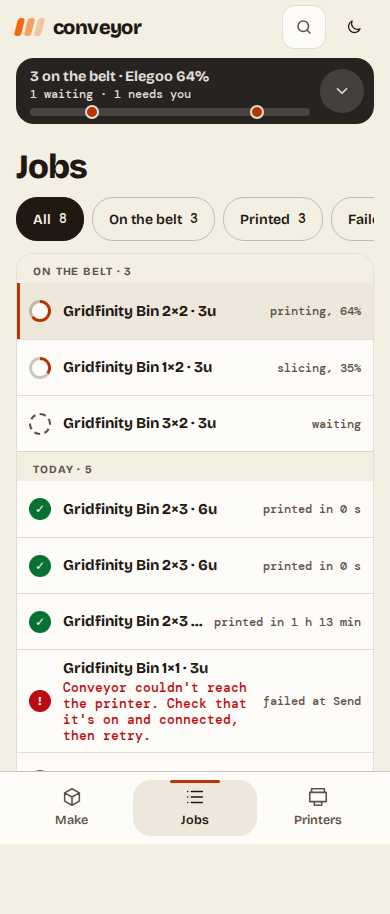 conveyor
3 on the belt · Elegoo 64%
1 waiting · 1 needs you
Jobs
All 8
On the belt 3
Printed 3
ON THE BELT · 3
Gridfinity Bin 2×2 · 3u
printing, 64%
Gridfinity Bin 1×2 · 3u
slicing, 35%
Gridfinity Bin 3×2 · 3u
waiting
TODAY · 5
Gridfinity Bin 2×3 · 6u
printed in 0 s
Gridfinity Bin 2×3 · 6u
printed in 0 s
Gridfinity Bin 2×3 ...
printed in 1 h 13 min
Gridfinity Bin 1×1 · 3u
Conveyor couldn't reach
the printer. Check that
it's on and connected,
then retry.
failed at Send
Make
Jobs
Printers